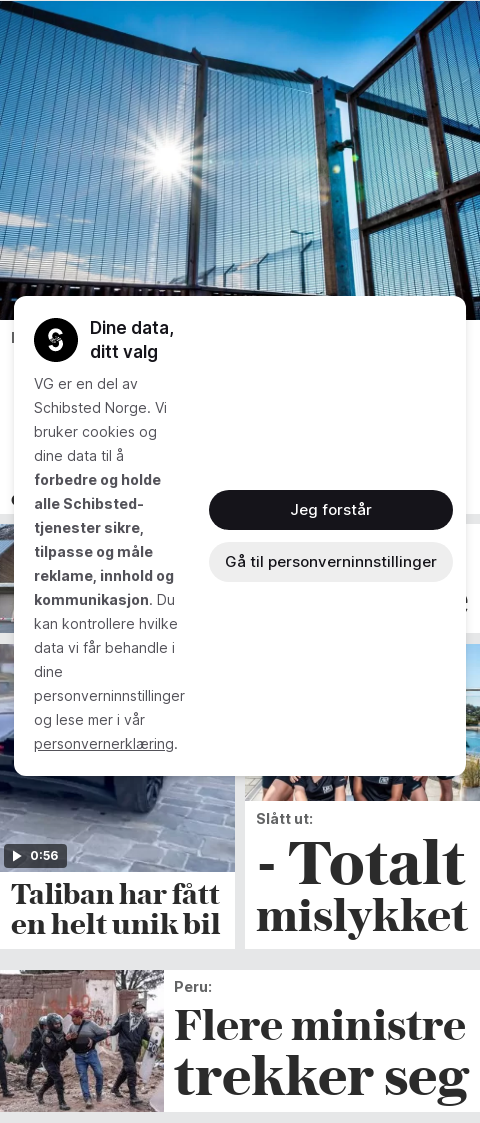 Dine data,
ditt valg
VG er en del av
Schibsted Norge. Vi
bruker cookies og
dine data til å
forbedre og holde
alle Schibsted-
tjenester sikre,
tilpasse og måle
reklame, innhold og
kommunikasjon. Du
kan kontrollere hvilke
data vi får behandle i
dine
personverninnstillinger
og lese mer i vår
personvernerklæring.
Jeg forstår
Gå til personverninnstillinger
0:56
Taliban har fått
en helt unik bil
Slått ut:
- Totalt
mislykket
Peru:
Flere ministre
trekker seg